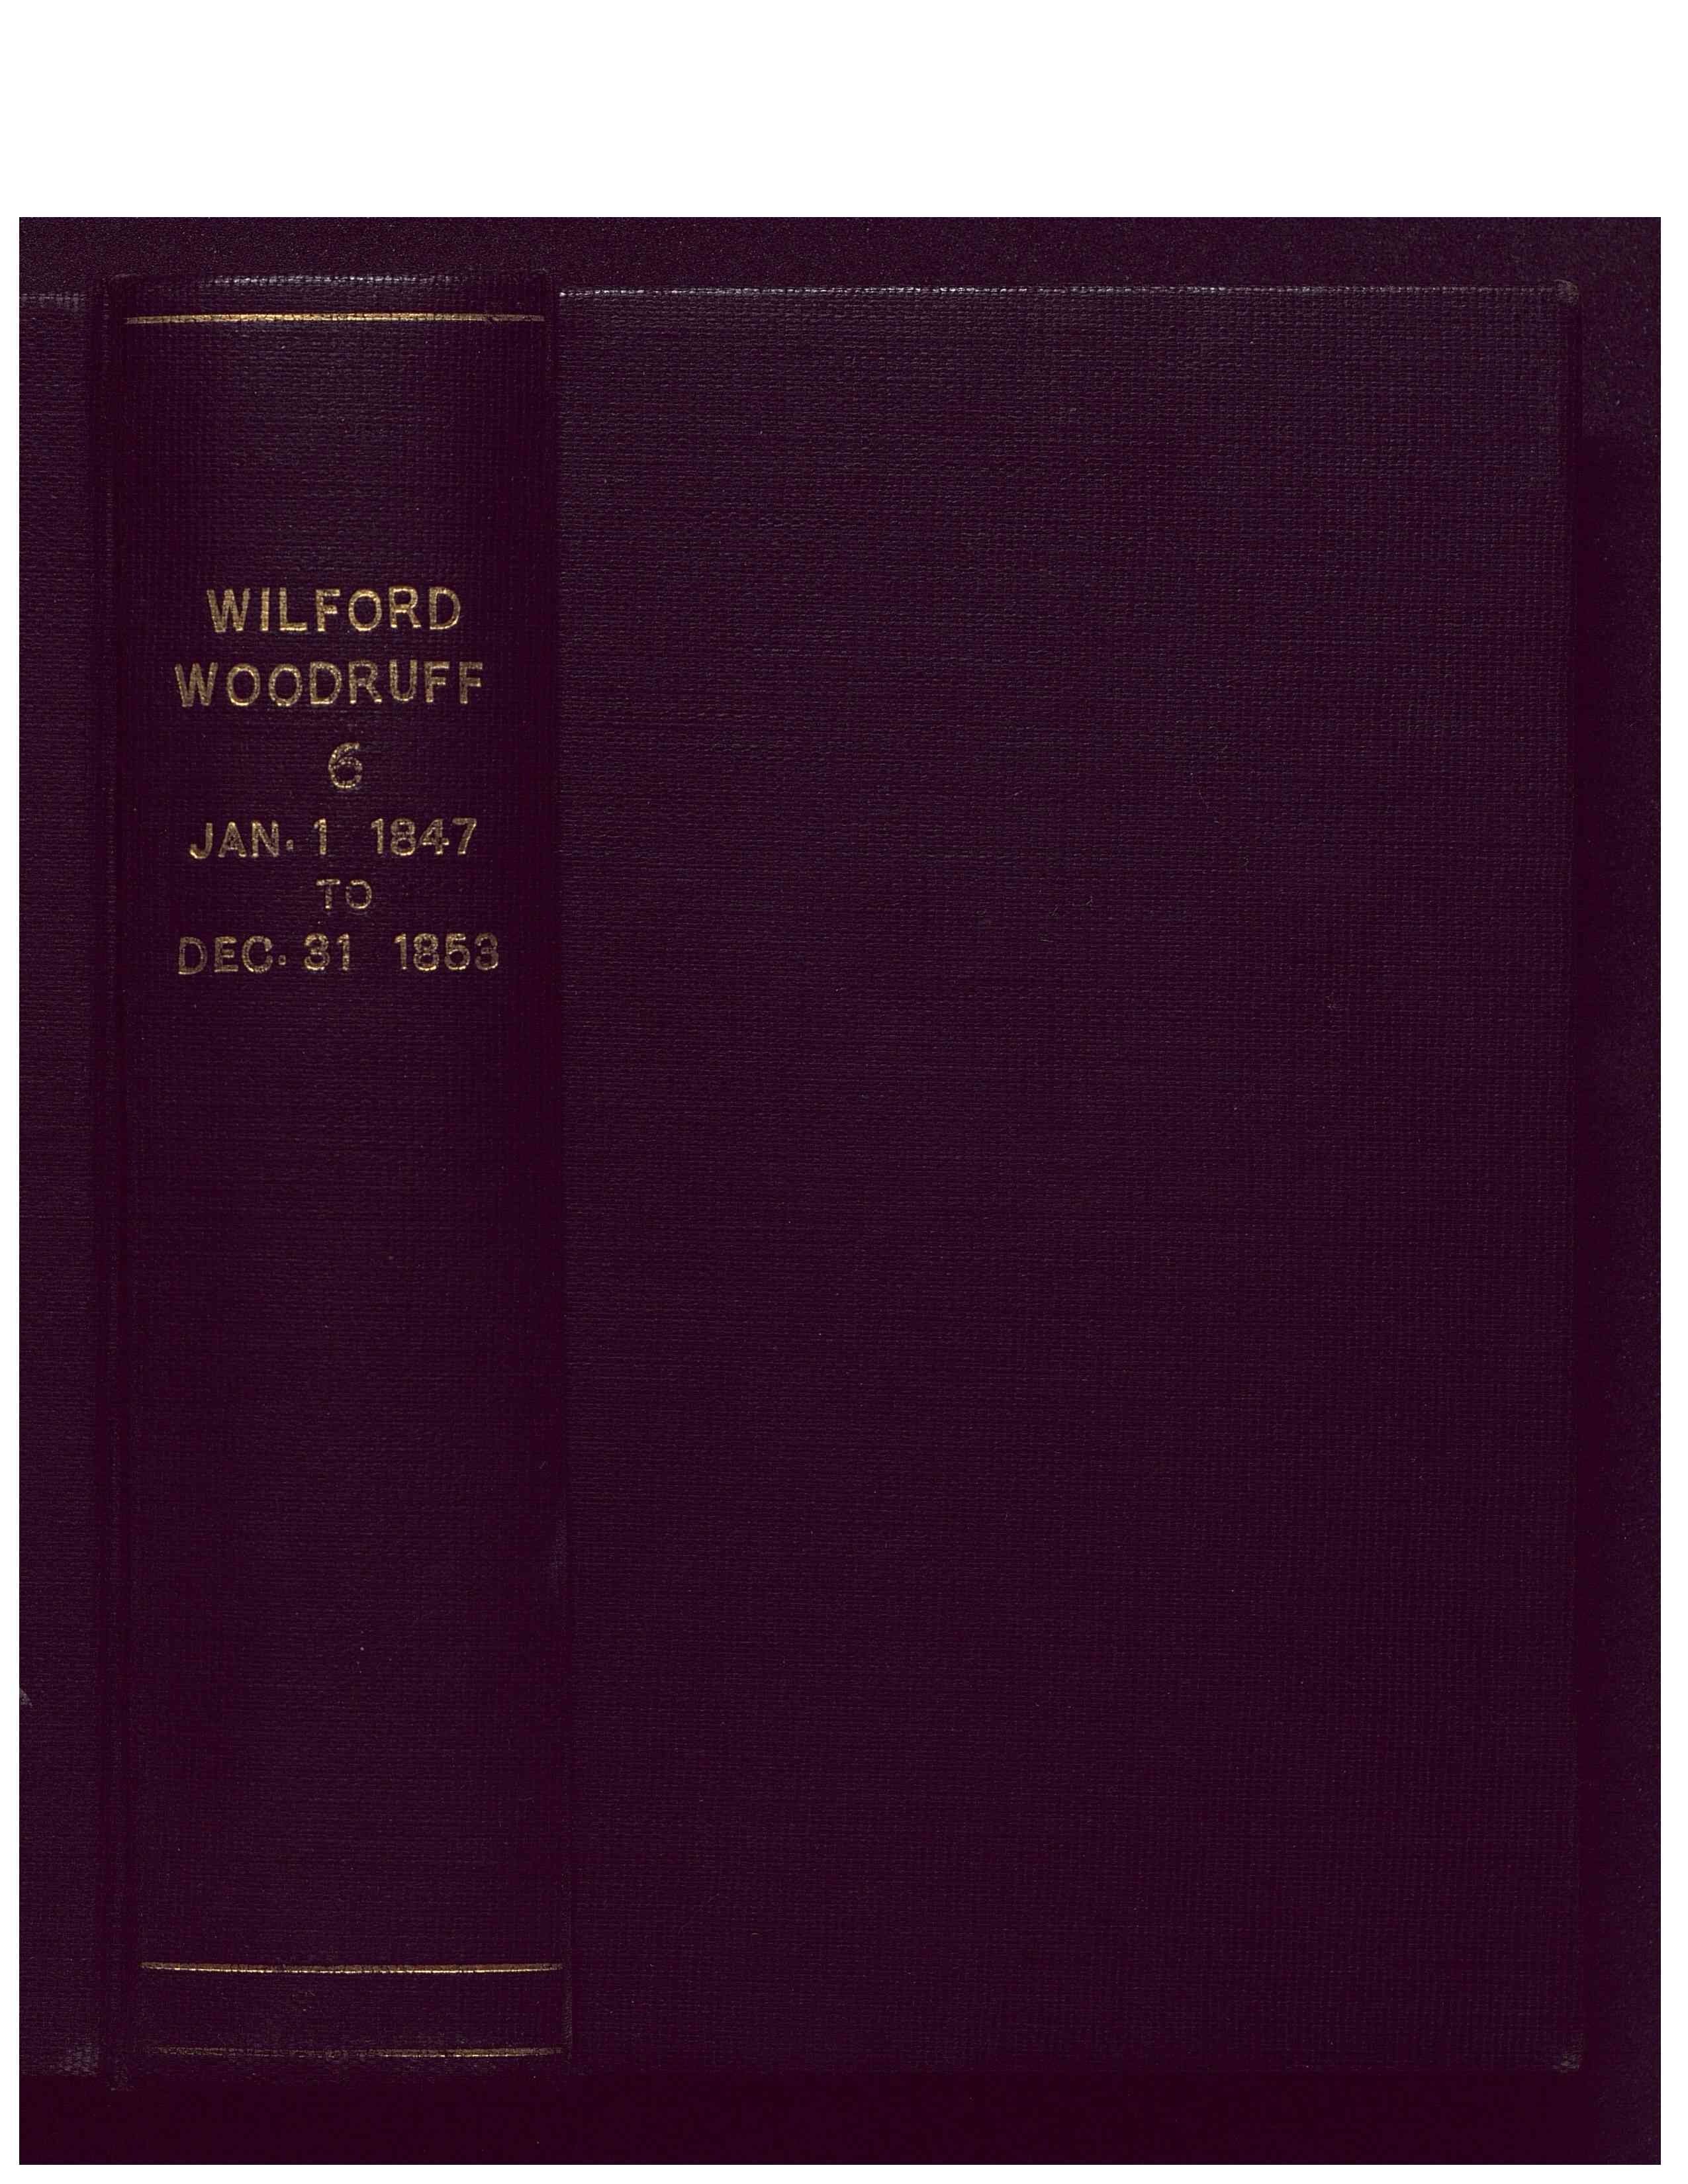 WILFORD
WOODRUFF
6
JAN. 1 1847
TO
DEC. 31 1853